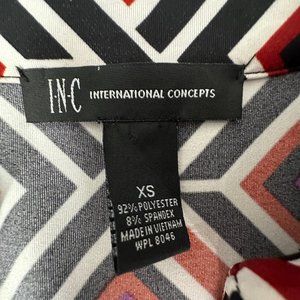 I.N.C INTERNATIONAL CONCEPTS
XS
92% POLYESTER
8% SPANDEX
MADE IN VIETNAM
WPL 8046